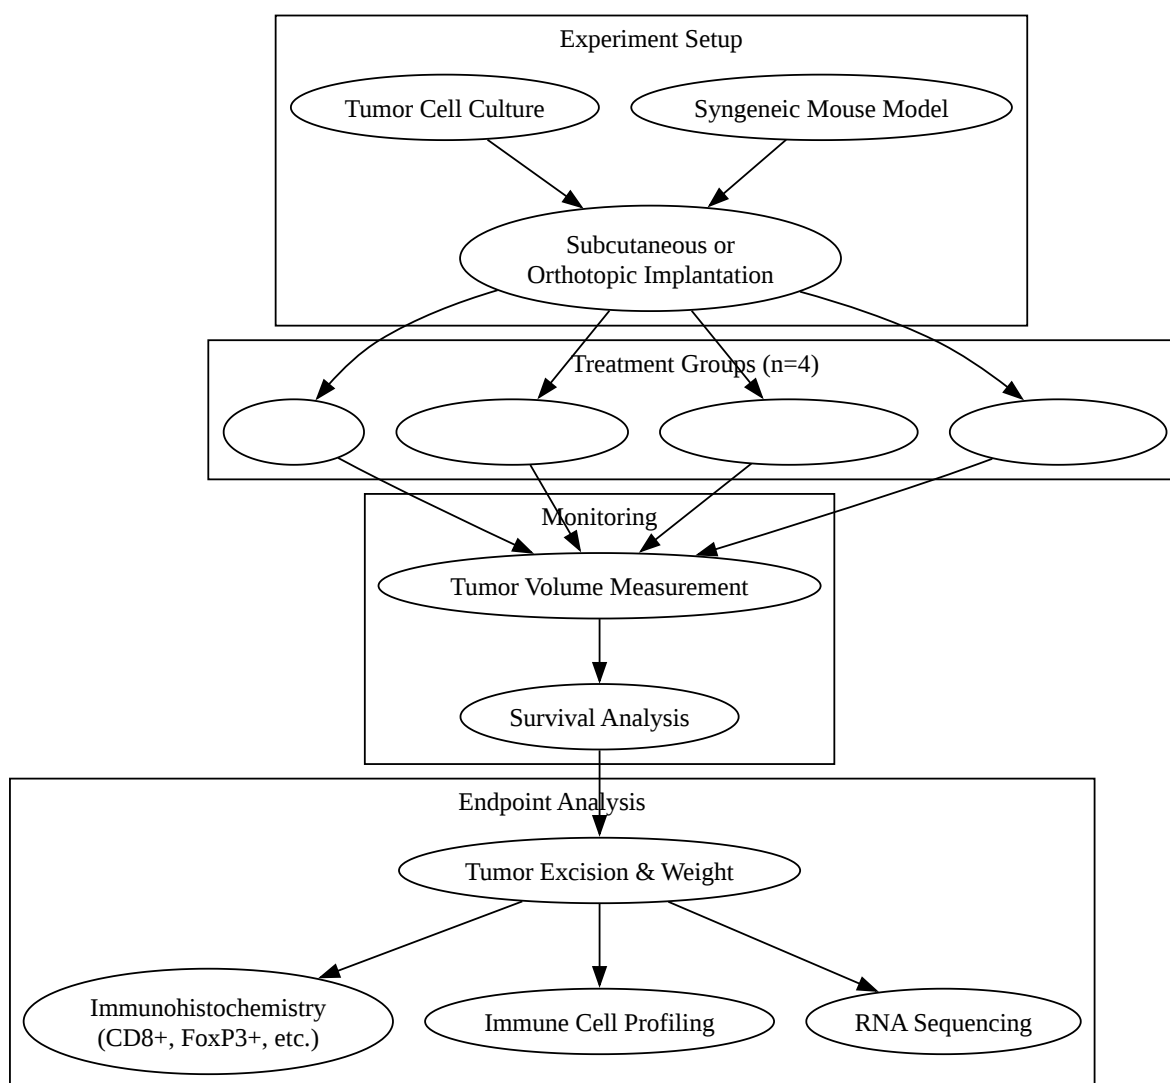 Experiment Setup
Tumor Cell Culture
Syngeneic Mouse Model
Subcutaneous or
Orthotopic Implantation
Treatment Groups (n=4)
Monitoring
Tumor Volume Measurement
Survival Analysis
Endpoint Analysis
Tumor Excision & Weight
Immunohistochemistry
(CD8+, FoxP3+, etc.)
Immune Cell Profiling
RNA Sequencing